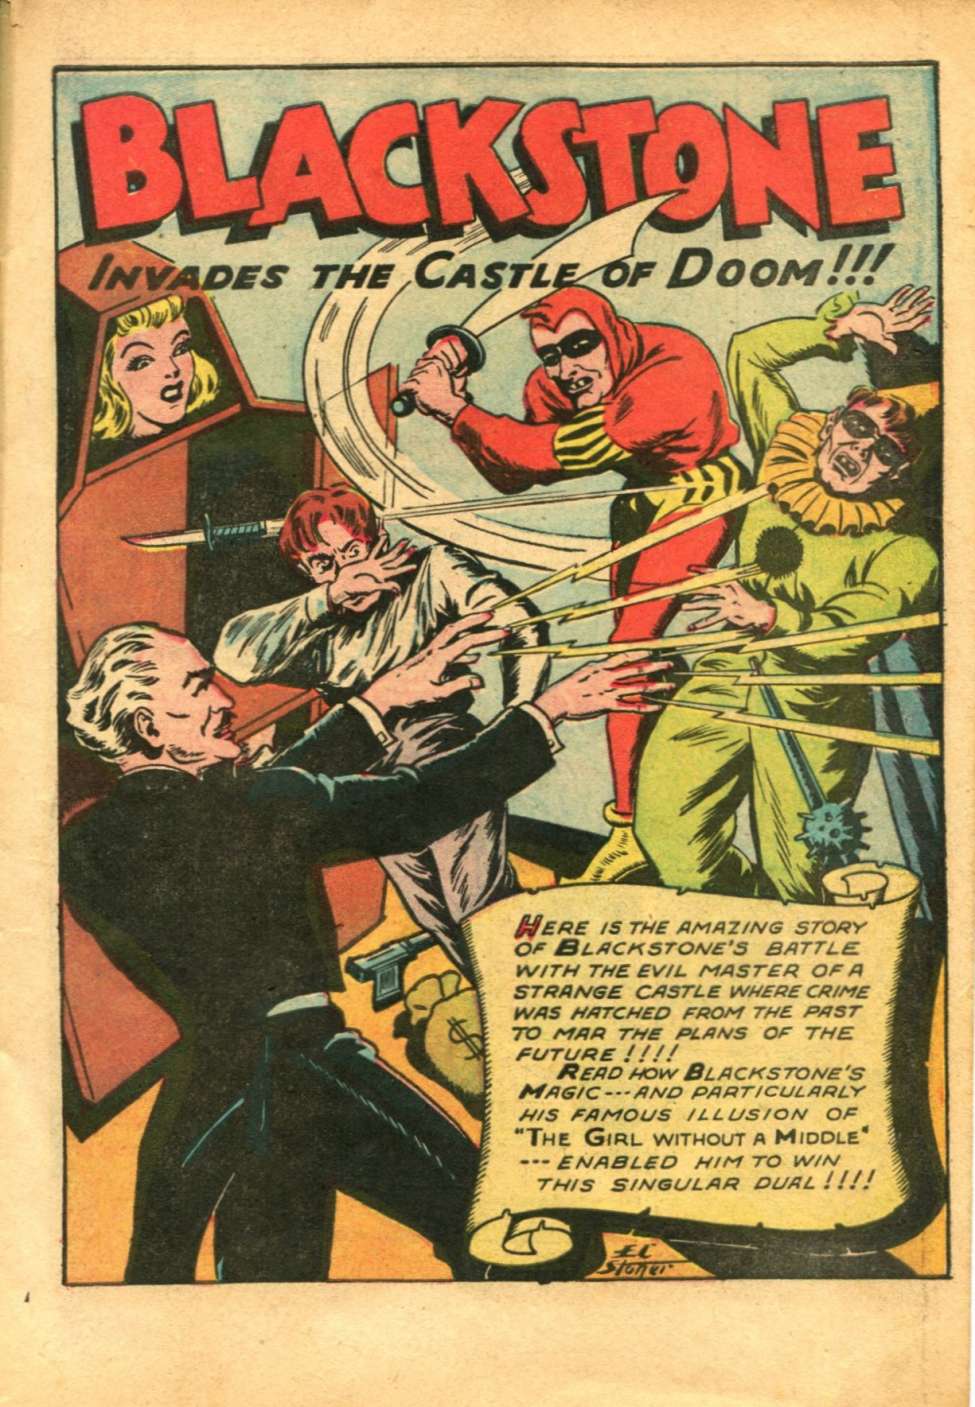 BLACKSTONE
INVADES THE CASTLE OF DOOM!!!
HERE IS THE AMAZING STORY
OF BLACKSTONE'S BATTLE
WITH THE EVIL MASTER OF A
STRANGE CASTLE WHERE CRIME
WAS HATCHED FROM THE PAST
TO MAR THE PLANS OF THE
FUTURE!!!!
READ HOW BLACKSTONE'S
MAGIC---AND PARTICULARLY
HIS FAMOUS ILLUSION OF
"THE GIRL WITHOUT A MIDDLE"
---ENABLED HIM TO WIN
THIS SINGULAR DUAL!!!!
$
EC
Stoner